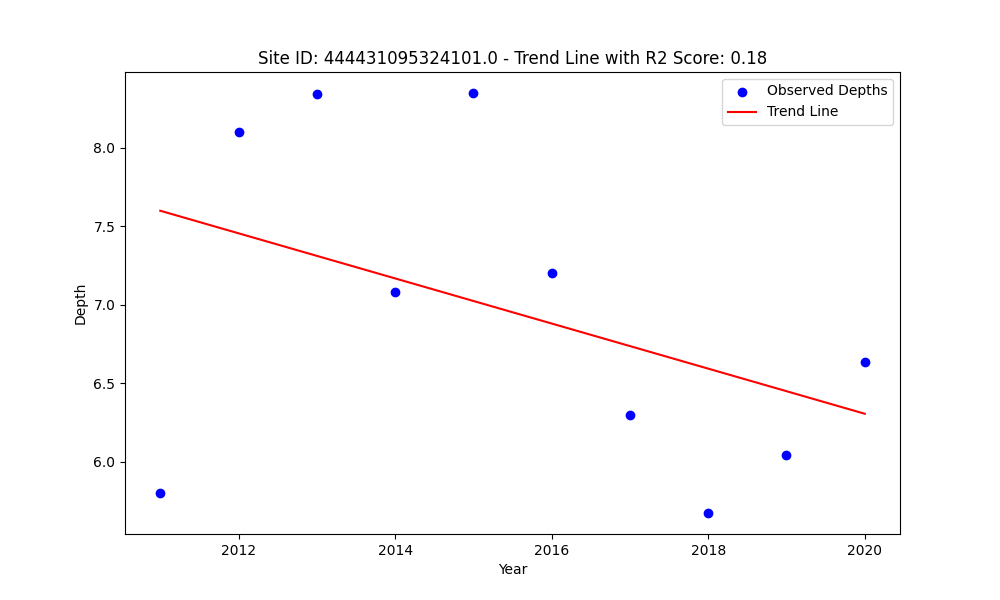 Site ID: 444431095324101.0 - Trend Line with R2 Score: 0.18
Observed Depths
Trend Line
8.0
7.5
7.0
6.5
6.0
Depth
2012
2014
2016
2018
2020
Year